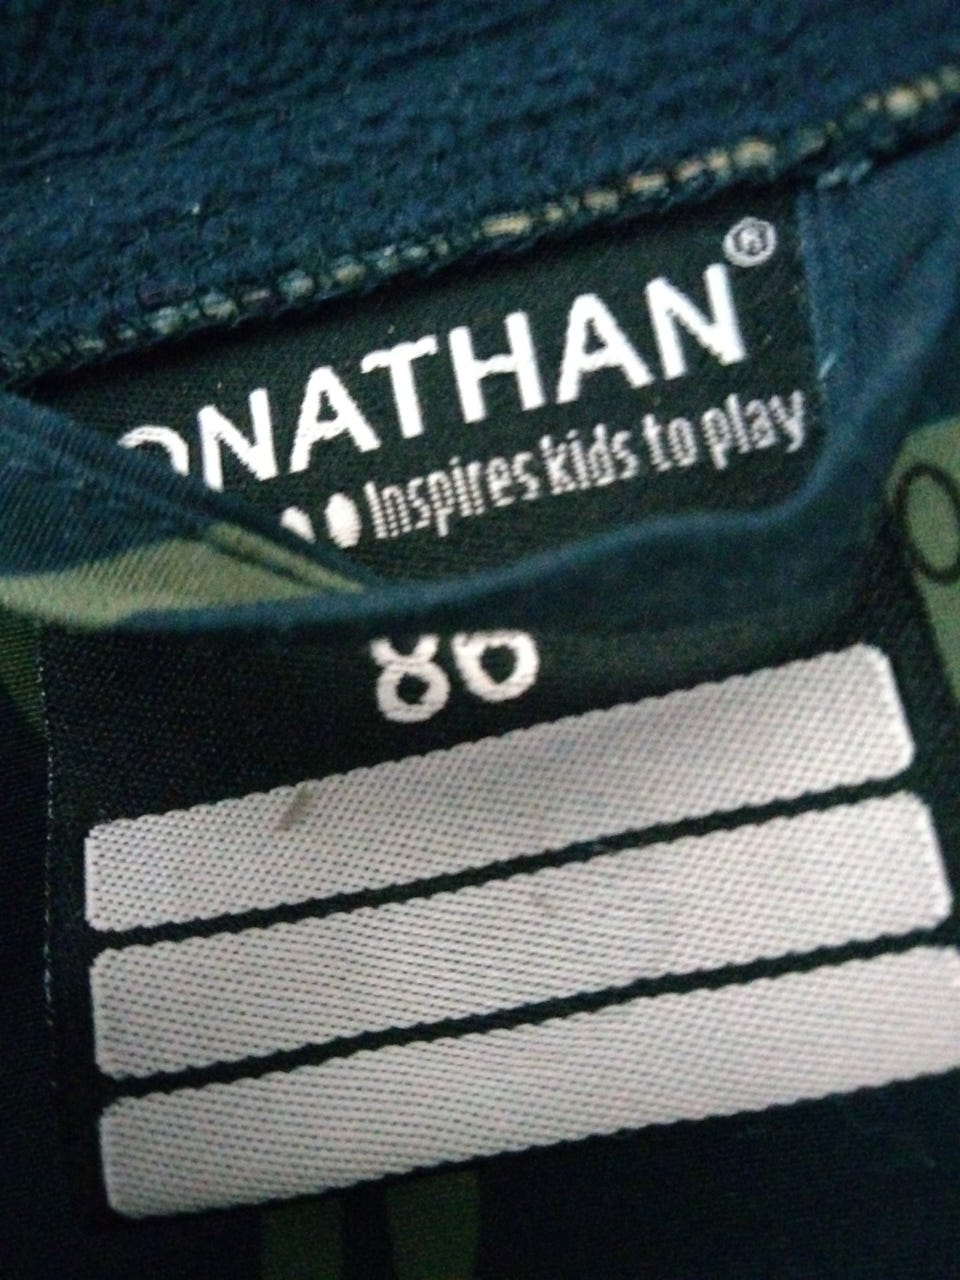 ONATHAN®
Inspires kids to play
86